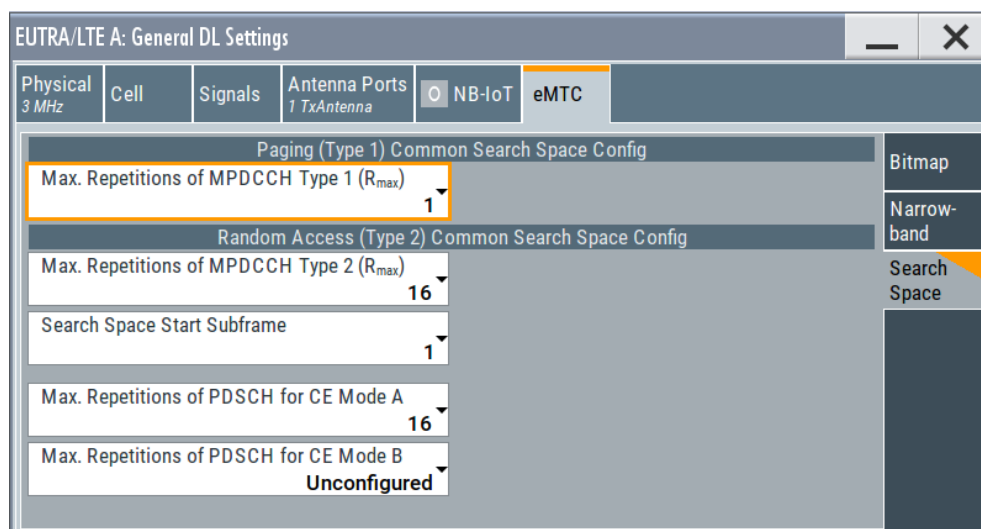 EUTRA/LTE A: General DL Settings
Physical
3 MHz
Cell
Signals
Antenna Ports
1 TxAntenna
O NB-IoT
eMTC
Paging (Type 1) Common Search Space Config
Max. Repetitions of MPDCCH Type 1 (Rmax)
1
Random Access (Type 2) Common Search Space Config
Max. Repetitions of MPDCCH Type 2 (Rmax)
16
Search Space Start Subframe
1
Max. Repetitions of PDSCH for CE Mode A
16
Max. Repetitions of PDSCH for CE Mode B
Unconfigured
Bitmap
Narrow-
band
Search
Space